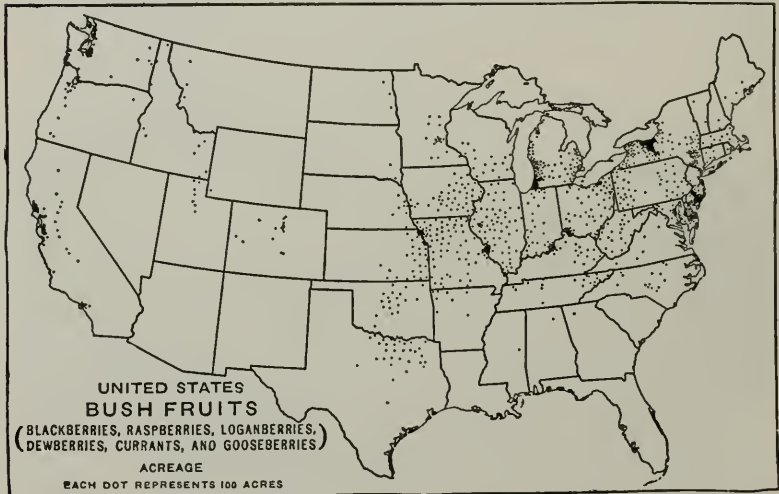 UNITED STATES
BUSH FRUITS
(BLACKBERRIES, RASPBERRIES, LOGANBERRIES,
DEWBERRIES, CURRANTS, AND GOOSEBERRIES)
ACREAGE
EACH DOT REPRESENTS 100 ACRES